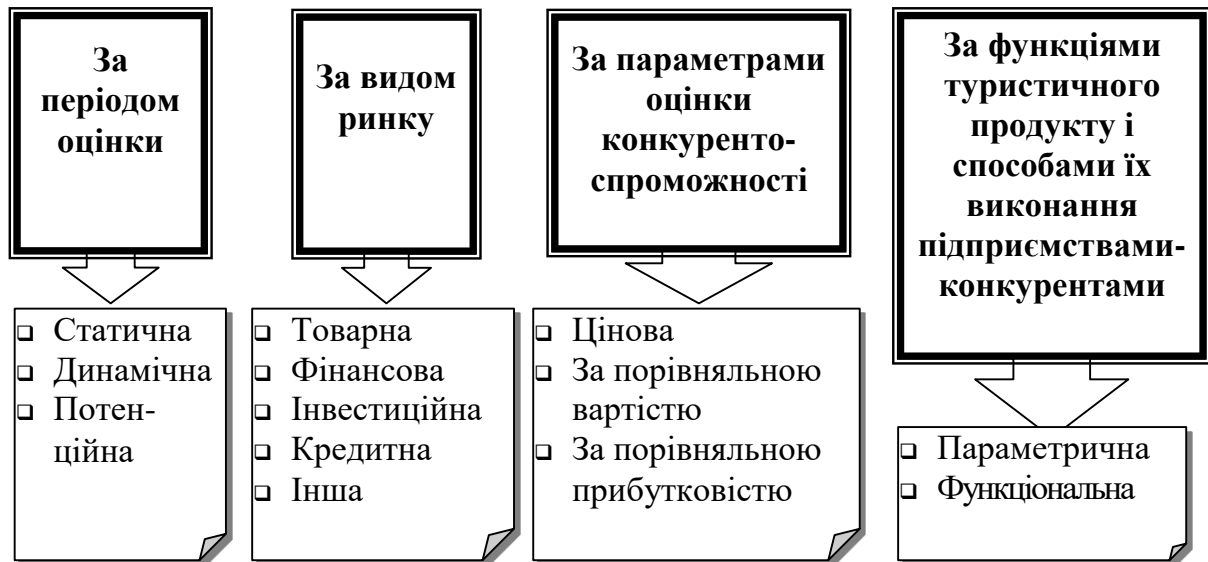 За
періодом
оцінки
За видом
ринку
За параметрами
оцінки
конкуренто-
спроможності
За функціями
туристичного
продукту і
способами їх
виконання
підприємствами-
конкурентами
❑ Статична
❑ Динамічна
❑ Потен-
ційна
❑ Товарна
❑ Фінансова
❑ Інвестиційна
❑ Кредитна
❑ Інша
❑ Цінова
❑ За порівняльною
вартістю
❑ За порівняльною
прибутковістю
❑ Параметрична
❑ Функціональна